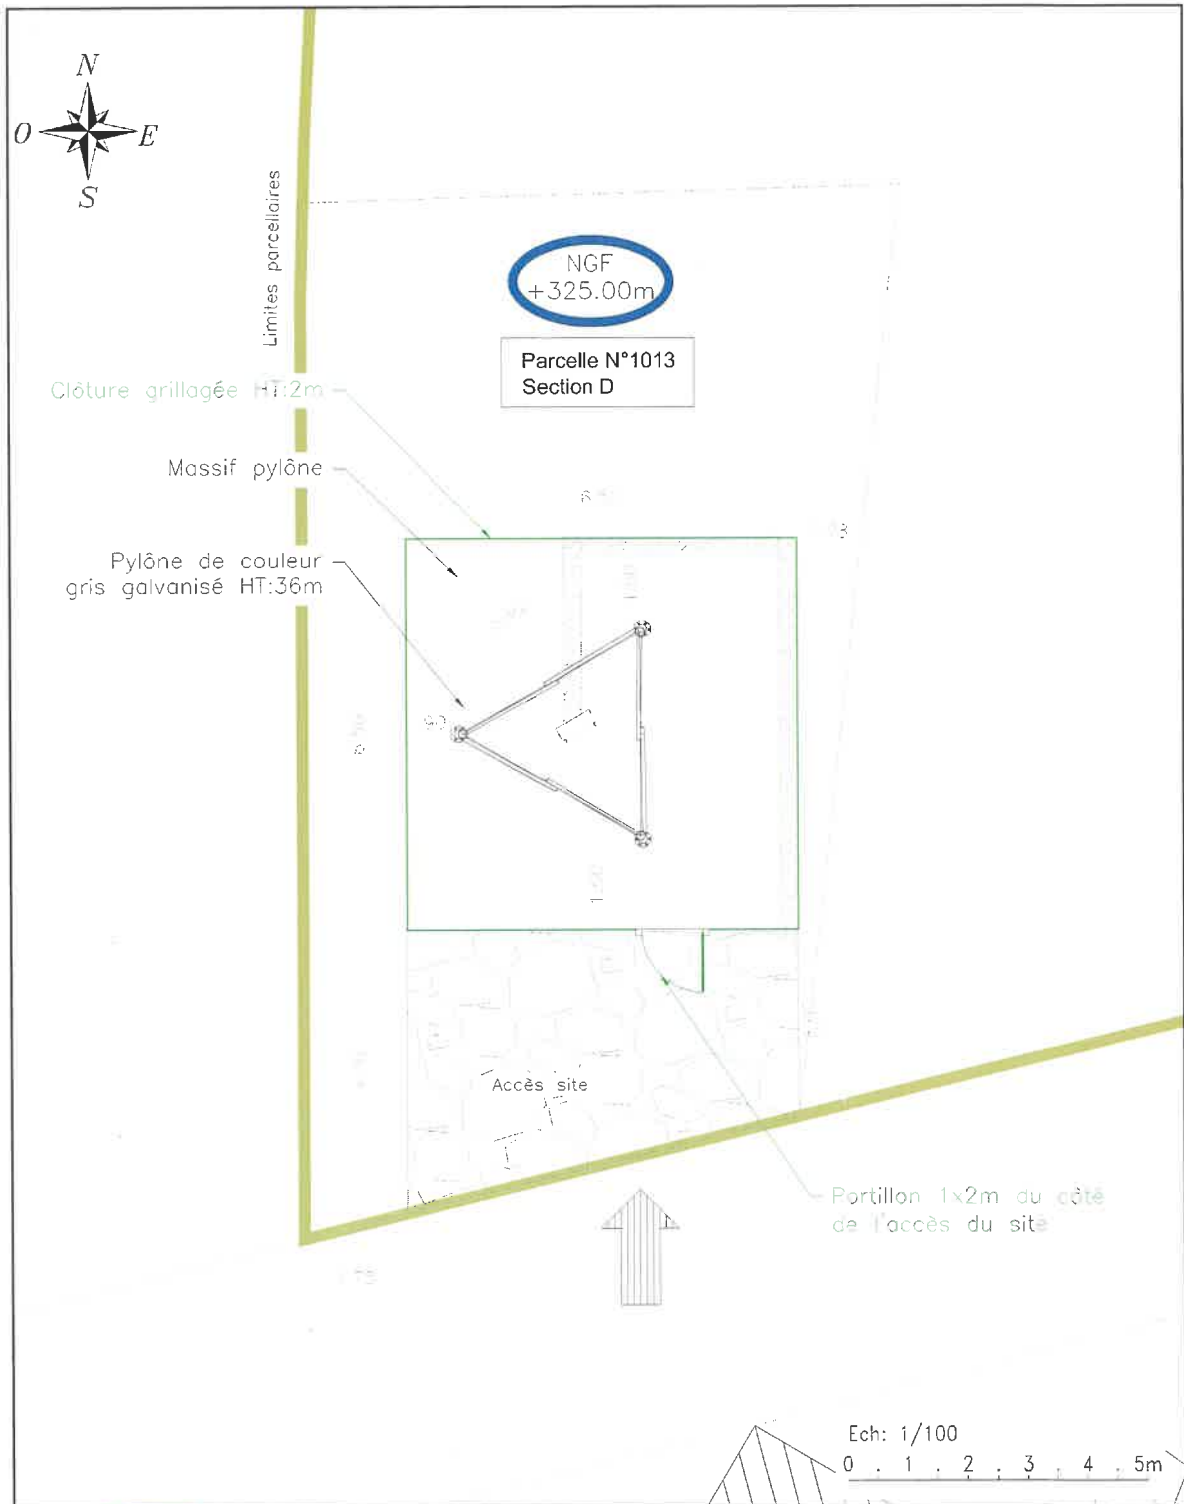 N
O
E
S
Limites parcellaires
NGF
+325.00m
Parcelle N°1013
Section D
Clôture grillagée HT:2m
Massif pylône
Pylône de couleur
gris galvanisé HT:36m
Accès site
Portillon 1x2m du côté
de l'accès du site
Ech: 1/100
0 . 1 . 2 . 3 . 4 . 5m